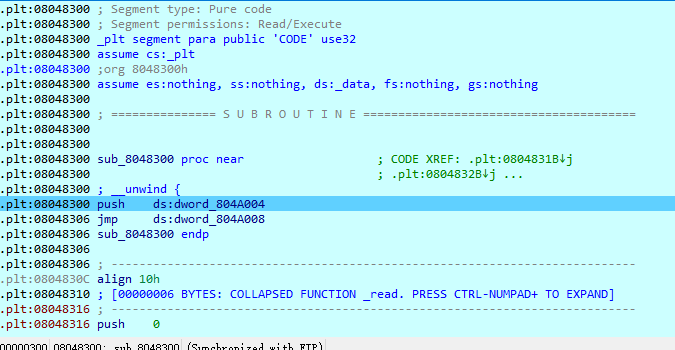 .plt:08048300 ; Segment type: Pure code
.plt:08048300 ; Segment permissions: Read/Execute
.plt:08048300 _plt segment para public 'CODE' use32
.plt:08048300 assume cs:_plt
.plt:08048300 ;org 8048300h
.plt:08048300 assume es:nothing, ss:nothing, ds:_data, fs:nothing, gs:nothing
.plt:08048300
.plt:08048300 ; =============== S U B R O U T I N E =======================================
.plt:08048300
.plt:08048300
.plt:08048300 sub_8048300 proc near ; CODE XREF: .plt:0804831B↓j
.plt:08048300 ; .plt:0804832B↓j ...
.plt:08048300 ; __unwind {
.plt:08048300 push ds:dword_804A004
.plt:08048306 jmp ds:dword_804A008
.plt:08048306 sub_8048300 endp
.plt:08048306
.plt:08048306 ; ---------------------------------------------------------------------------
.plt:0804830C align 10h
.plt:08048310 ; [00000006 BYTES: COLLAPSED FUNCTION _read. PRESS CTRL-NUMPAD+ TO EXPAND]
.plt:08048316 ; ---------------------------------------------------------------------------
.plt:08048316 push 0
00000300 08048300: sub_8048300 (Synchronized with EIP)